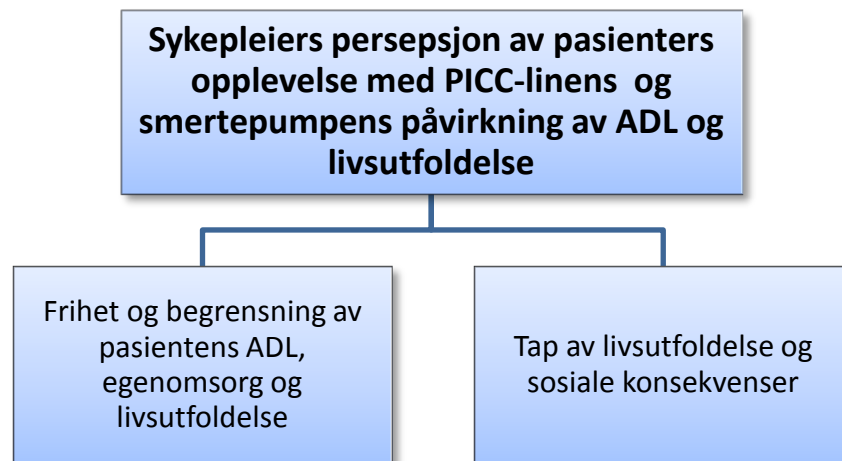 Sykepleiers persepsjon av pasienters
opplevelse med PICC-linens og
smertepumpens påvirkning av ADL og
livsutfoldelse
Frihet og begrensning av
pasientens ADL,
egenomsorg og
livsutfoldelse
Tap av livsutfoldelse og
sosiale konsekvenser